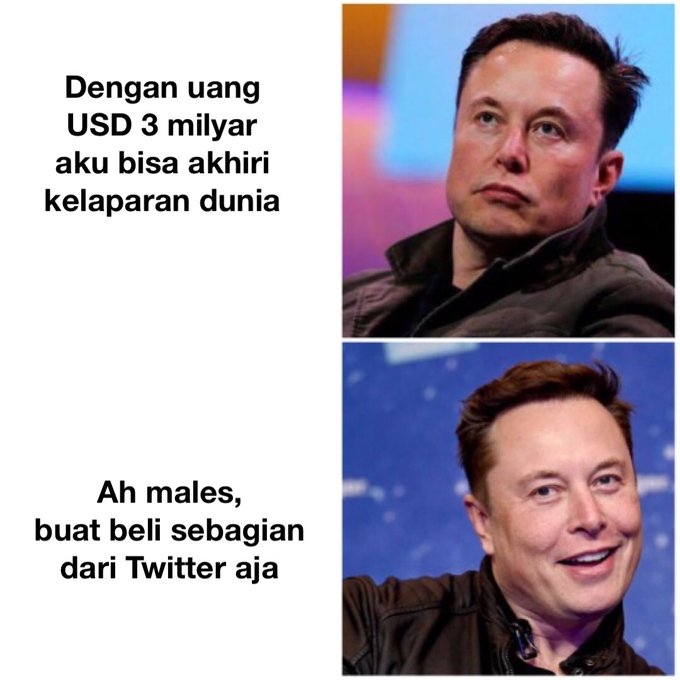 Dengan uang
USD 3 milyar
aku bisa akhiri
kelaparan dunia
Ah males,
buat beli sebagian
dari Twitter aja